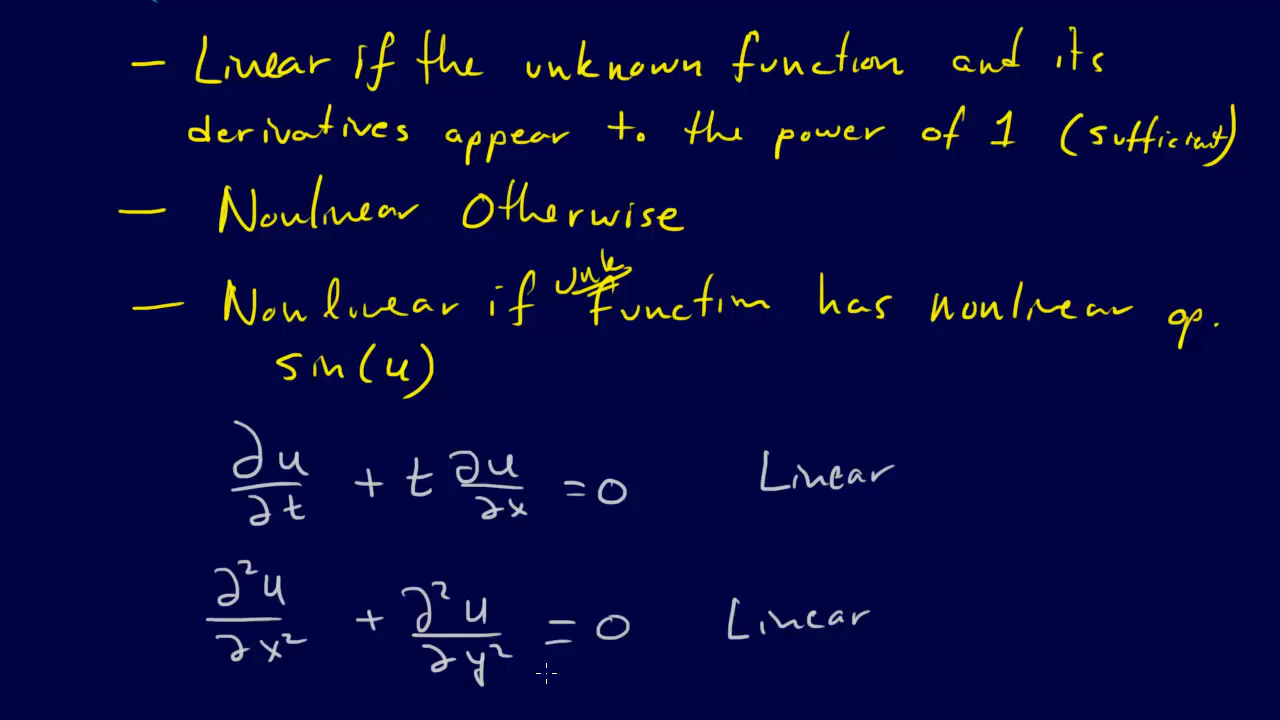 – Linear if the unknown function and its
derivatives appear to the power of 1 (sufficient)
– Nonlinear Otherwise
– Nonlinear if unk function has nonlinear op.
sin(u)
∂u/∂t + t ∂u/∂x = 0 Linear
∂²u/∂x² + ∂²u/∂y² = 0 Linear